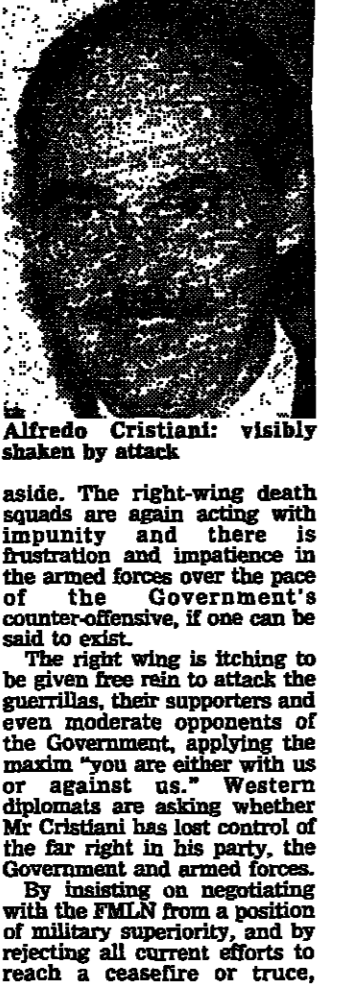 Alfredo Cristiani: visibly
shaken by attack
aside. The right-wing death
squads are again acting with
impunity and there is
frustration and impatience in
the armed forces over the pace
of the Government's
counter-offensive, if one can be
said to exist.
The right wing is itching to
be given free rein to attack the
guerrillas, their supporters and
even moderate opponents of
the Government, applying the
maxim "you are either with us
or against us." Western
diplomats are asking whether
Mr Cristiani has lost control of
the far right in his party, the
Government and armed forces.
By insisting on negotiating
with the FMLN from a position
of military superiority, and by
rejecting all current efforts to
reach a ceasefire or truce,